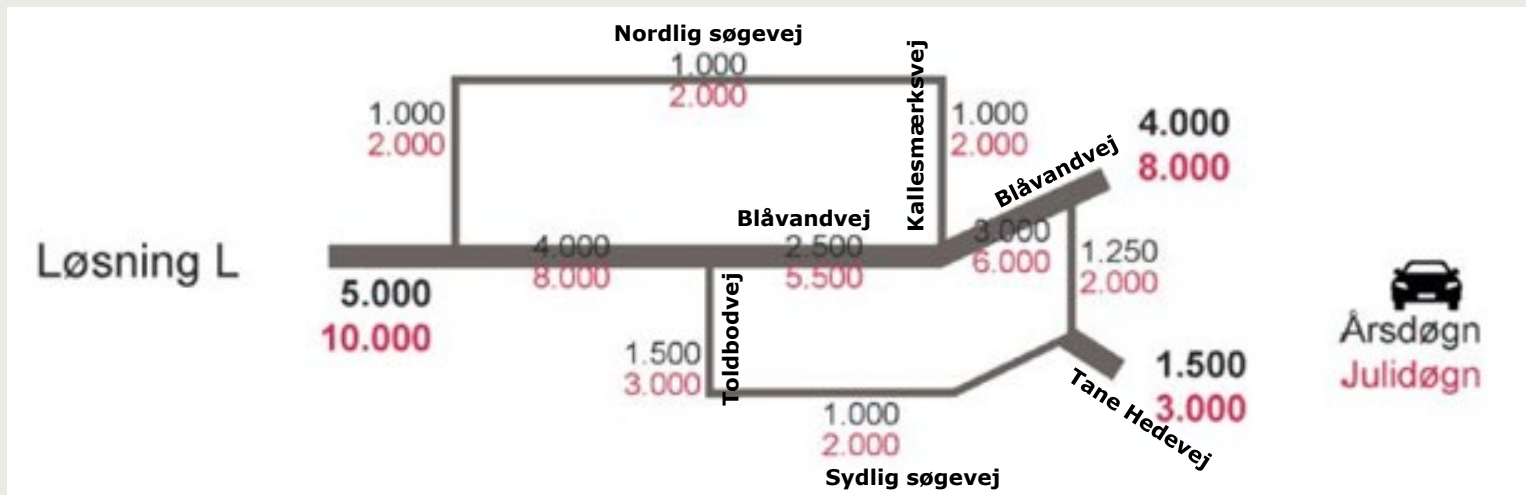 Nordlig søgevej
1.000
2.000
1.000
2.000
Kallesmærksvej
1.000
2.000
4.000
8.000
Blåvandvej
Blåvandvej
Løsning L
4.000
8.000
2.500
5.500
3.000
6.000
1.250
2.000
5.000
10.000
Toldbodvej
1.500
3.000
1.000
2.000
Sydlig søgevej
1.500
3.000
Tane Hedevej
Årsdøgn
Julidøgn